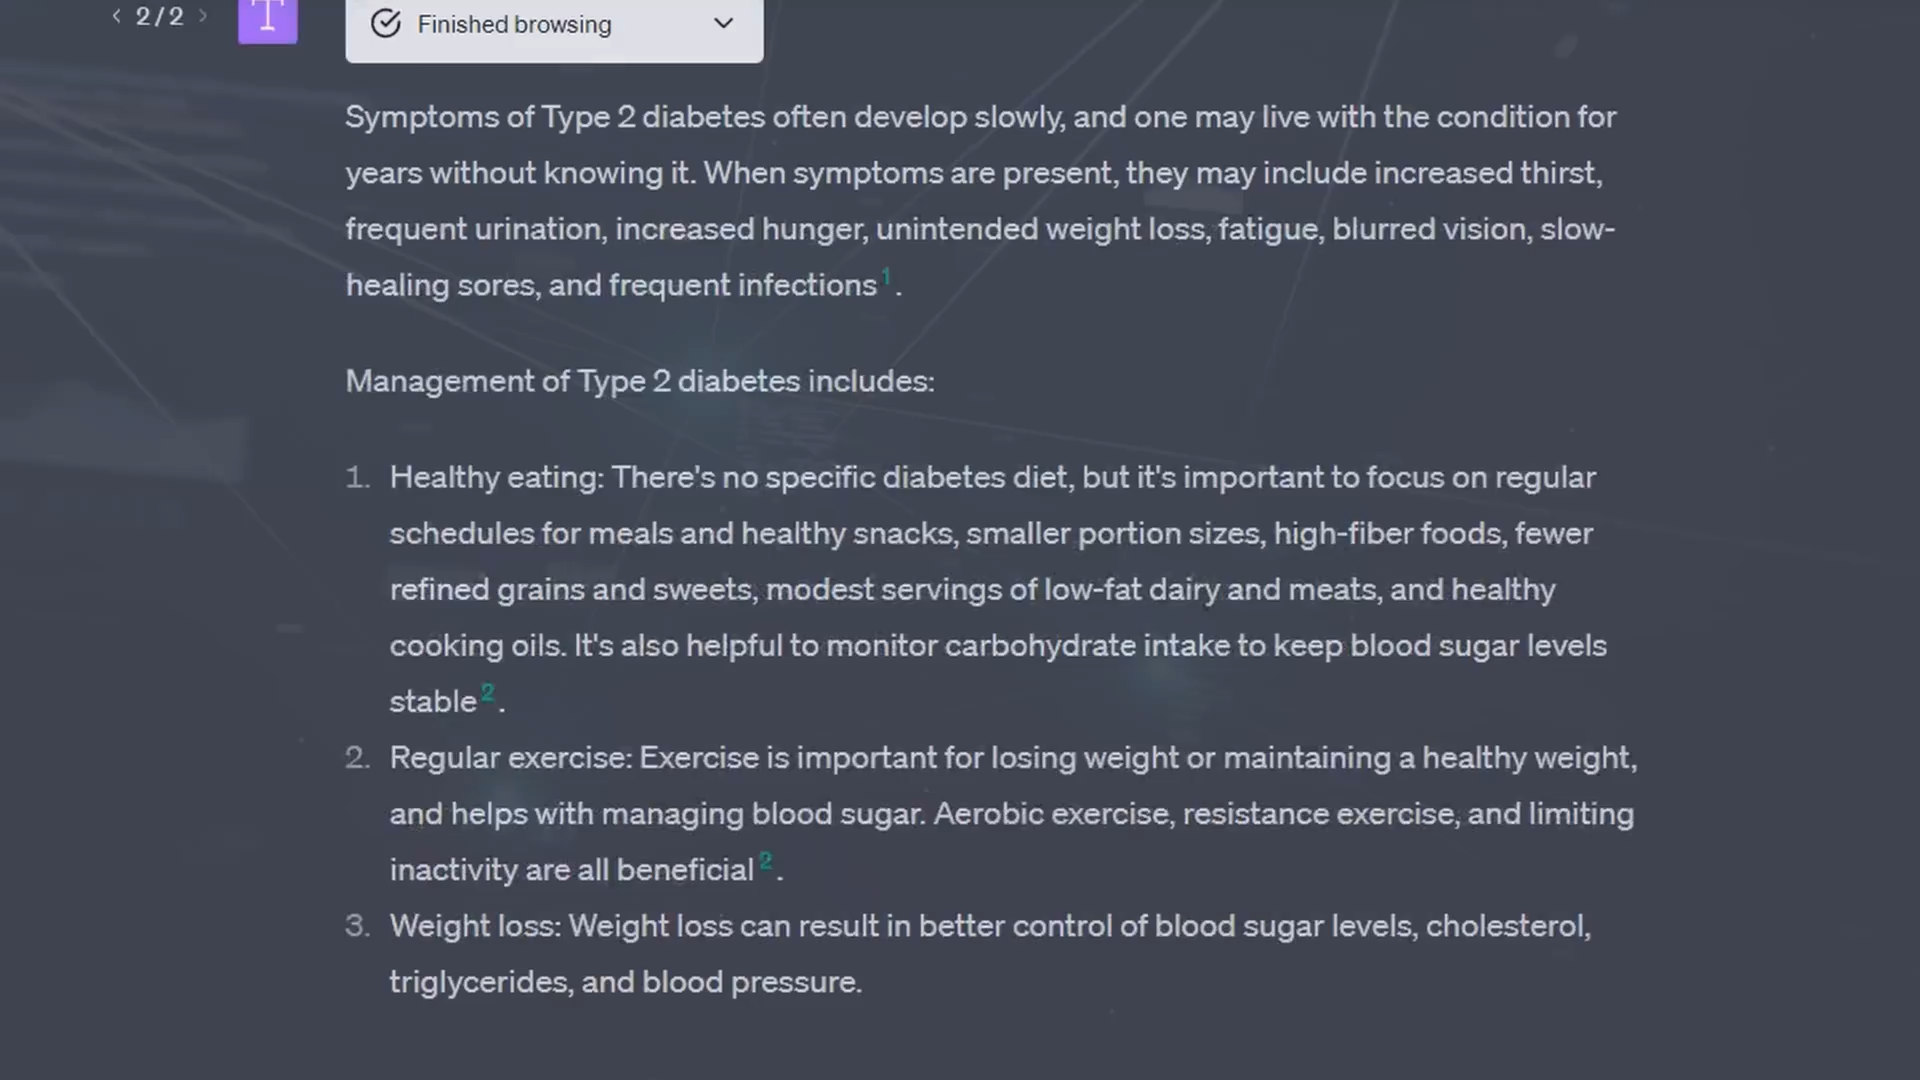 < 2/2 >
T
Finished browsing
Symptoms of Type 2 diabetes often develop slowly, and one may live with the condition for
years without knowing it. When symptoms are present, they may include increased thirst,
frequent urination, increased hunger, unintended weight loss, fatigue, blurred vision, slow-
healing sores, and frequent infections 1 .
Management of Type 2 diabetes includes:
1. Healthy eating: There's no specific diabetes diet, but it's important to focus on regular
schedules for meals and healthy snacks, smaller portion sizes, high-fiber foods, fewer
refined grains and sweets, modest servings of low-fat dairy and meats, and healthy
cooking oils. It's also helpful to monitor carbohydrate intake to keep blood sugar levels
stable 2 .
2. Regular exercise: Exercise is important for losing weight or maintaining a healthy weight,
and helps with managing blood sugar. Aerobic exercise, resistance exercise, and limiting
inactivity are all beneficial 2 .
3. Weight loss: Weight loss can result in better control of blood sugar levels, cholesterol,
triglycerides, and blood pressure.